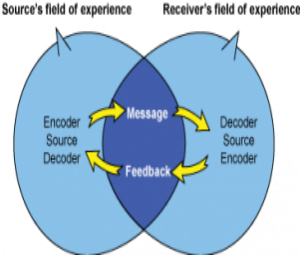 Source's field of experience
Receiver's field of experience
Encoder
Source
Decoder
Message
Feedback
Decoder
Source
Encoder